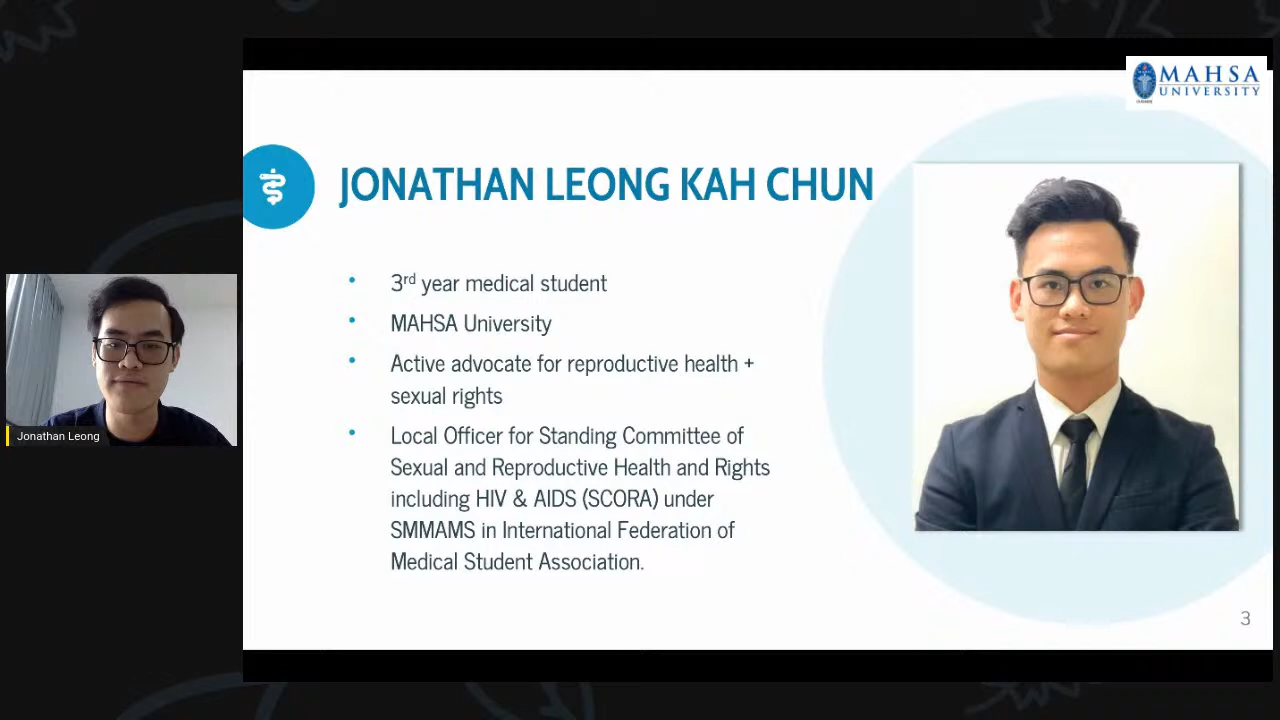 MAHSA
UNIVERSITY
JONATHAN LEONG KAH CHUN
• 3rd year medical student
• MAHSA University
• Active advocate for reproductive health +
sexual rights
• Local Officer for Standing Committee of
Sexual and Reproductive Health and Rights
including HIV & AIDS (SCORA) under
SMMAMS in International Federation of
Medical Student Association.
Jonathan Leong
3